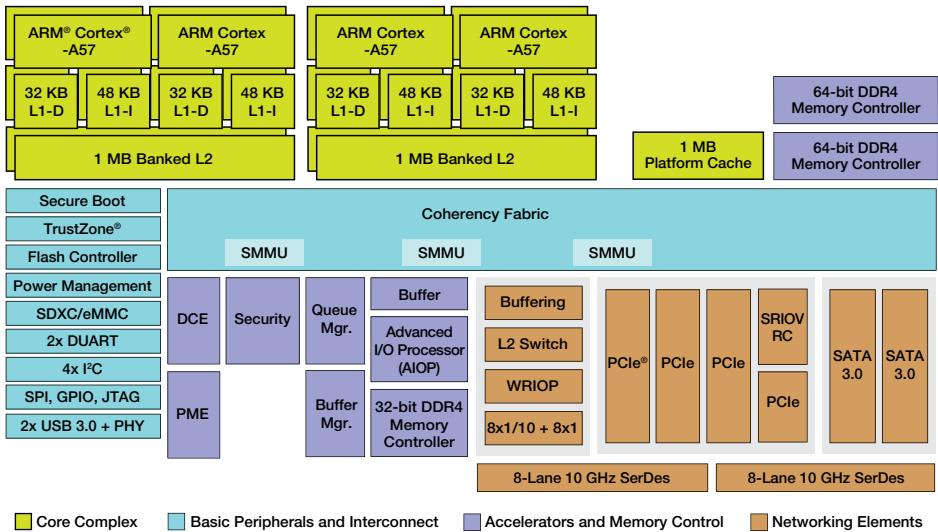 ARM® Cortex®
-A57
ARM Cortex
-A57
ARM Cortex
-A57
ARM Cortex
-A57
32 KB
L1-D
48 KB
L1-I
32 KB
L1-D
48 KB
L1-I
32 KB
L1-D
48 KB
L1-I
32 KB
L1-D
48 KB
L1-I
1 MB Banked L2
1 MB Banked L2
1 MB
Platform Cache
64-bit DDR4
Memory Controller
64-bit DDR4
Memory Controller
Secure Boot
TrustZone®
Flash Controller
Power Management
SDXC/eMMC
2x DUART
4x I²C
SPI, GPIO, JTAG
2x USB 3.0 + PHY
Coherency Fabric
SMMU
SMMU
SMMU
DCE
PME
Security
Queue
Mgr.
Buffer
Mgr.
Buffer
Advanced
I/O Processor
(AIOP)
32-bit DDR4
Memory
Controller
Buffering
L2 Switch
WRIOP
8x1/10 + 8x1
PCIe®
PCIe
PCIe
SRIOV
RC
PCIe
SATA
3.0
SATA
3.0
8-Lane 10 GHz SerDes
8-Lane 10 GHz SerDes
Core Complex
Basic Peripherals and Interconnect
Accelerators and Memory Control
Networking Elements